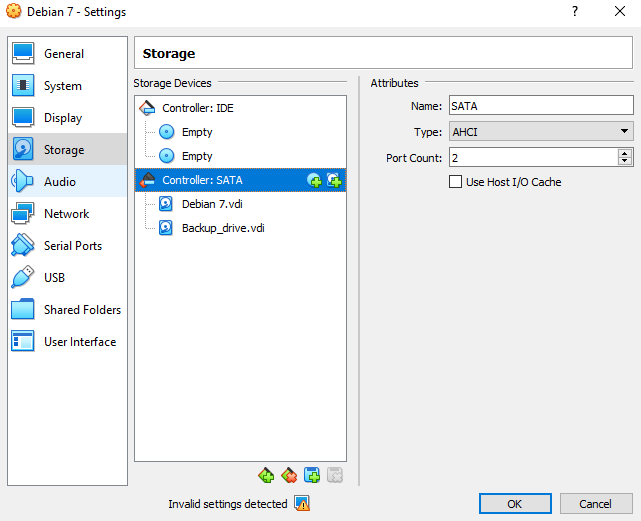 Debian 7 - Settings
?
General
System
Display
Storage
Audio
Network
Serial Ports
USB
Shared Folders
User Interface
Storage
Storage Devices
Controller: IDE
Empty
Empty
Controller: SATA
Debian 7.vdi
Backup_drive.vdi
Attributes
Name: SATA
Type: AHCI
Port Count: 2
Use Host I/O Cache
Invalid settings detected
OK
Cancel